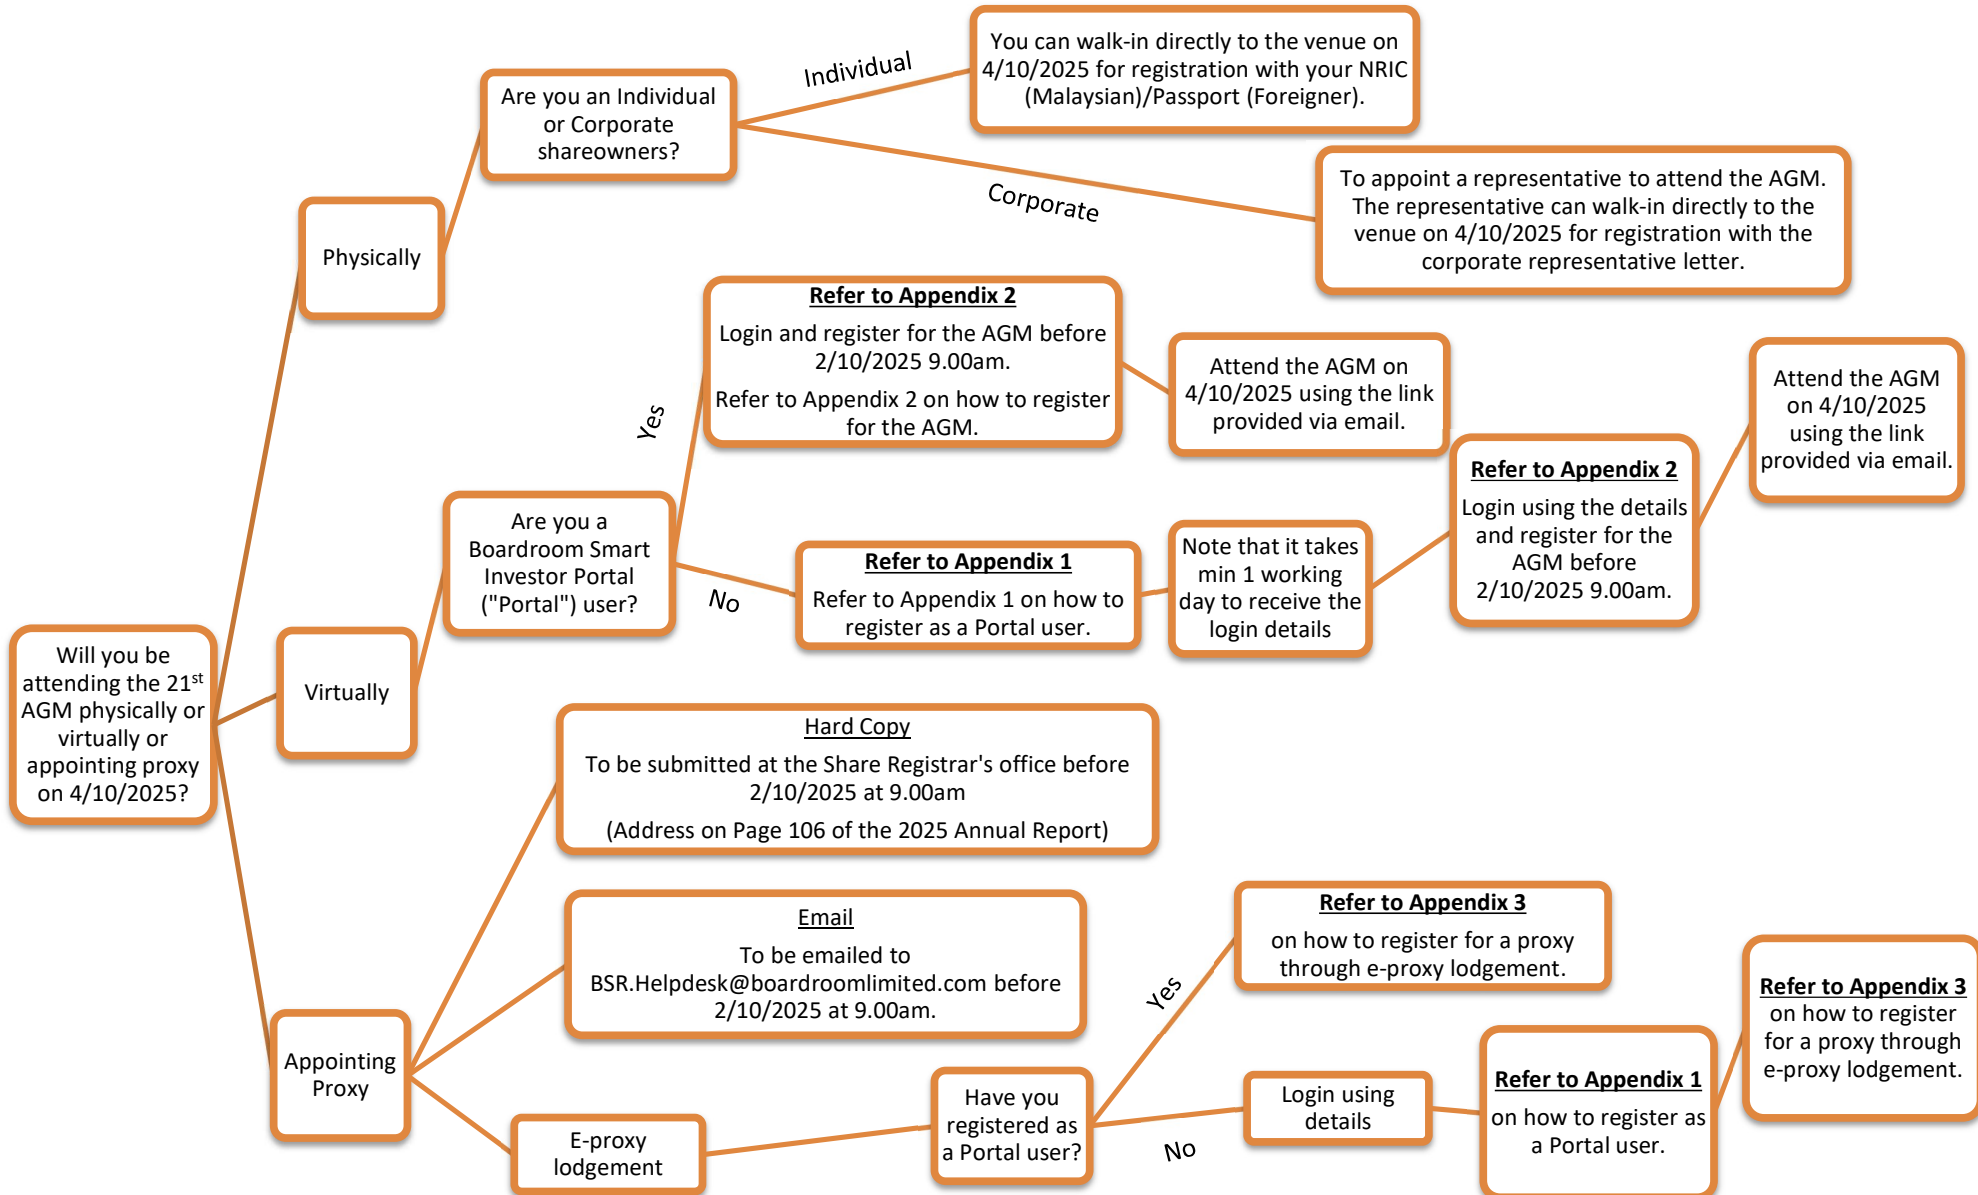 Will you be
attending the 21st
AGM physically or
virtually or
appointing proxy
on 4/10/2025?
Physically
Are you an Individual
or Corporate
shareowners?
Individual
You can walk-in directly to the venue on
4/10/2025 for registration with your NRIC
(Malaysian)/Passport (Foreigner).
Corporate
To appoint a representative to attend the AGM.
The representative can walk-in directly to the
venue on 4/10/2025 for registration with the
corporate representative letter.
Virtually
Are you a
Boardroom Smart
Investor Portal
("Portal") user?
Yes
Refer to Appendix 2
Login and register for the AGM before
2/10/2025 9.00am.
Refer to Appendix 2 on how to register
for the AGM.
Attend the AGM on
4/10/2025 using the link
provided via email.
No
Refer to Appendix 1
Refer to Appendix 1 on how to
register as a Portal user.
Note that it takes
min 1 working
day to receive the
login details
Refer to Appendix 2
Login using the details
and register for the
AGM before
2/10/2025 9.00am.
Attend the AGM
on 4/10/2025
using the link
provided via email.
Appointing
Proxy
Hard Copy
To be submitted at the Share Registrar's office before
2/10/2025 at 9.00am
(Address on Page 106 of the 2025 Annual Report)
Email
To be emailed to
BSR.Helpdesk@boardroomlimited.com before
2/10/2025 at 9.00am.
E-proxy
lodgement
Have you
registered as
a Portal user?
Yes
Refer to Appendix 3
on how to register for a proxy
through e-proxy lodgement.
No
Login using
details
Refer to Appendix 1
on how to register as
a Portal user.
Refer to Appendix 3
on how to register
for a proxy through
e-proxy lodgement.